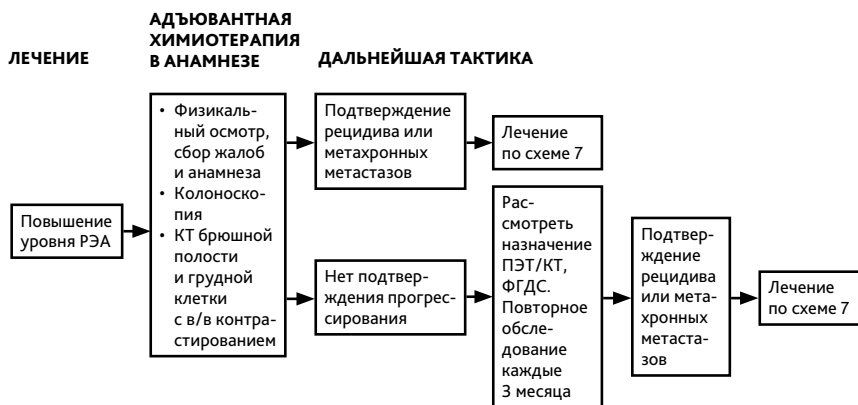 ЛЕЧЕНИЕ
АДЪЮВАНТНАЯ
ХИМИОТЕРАПИЯ
В АНАМНЕЗЕ
ДАЛЬНЕЙШАЯ ТАКТИКА
Повышение
уровня РЭА
• Физикаль-
ный осмотр,
сбор жалоб
и анамнеза
• Колоноско-
пия
• КТ брюшной
полости
и грудной
клетки
с в/в контра-
стированием
Подтверждение
рецидива или
метахронных
метастазов
Лечение
по схеме 7
Нет подтвер-
ждения прогрес-
сирования
Рас-
смотреть
назначение
ПЭТ/КТ,
ФГДС.
Повторное
обсле-
дование
каждые
3 месяца
Подтвер-
ждение
рецидива
или мета-
хронных
метаста-
зов
Лечение
по схеме 7